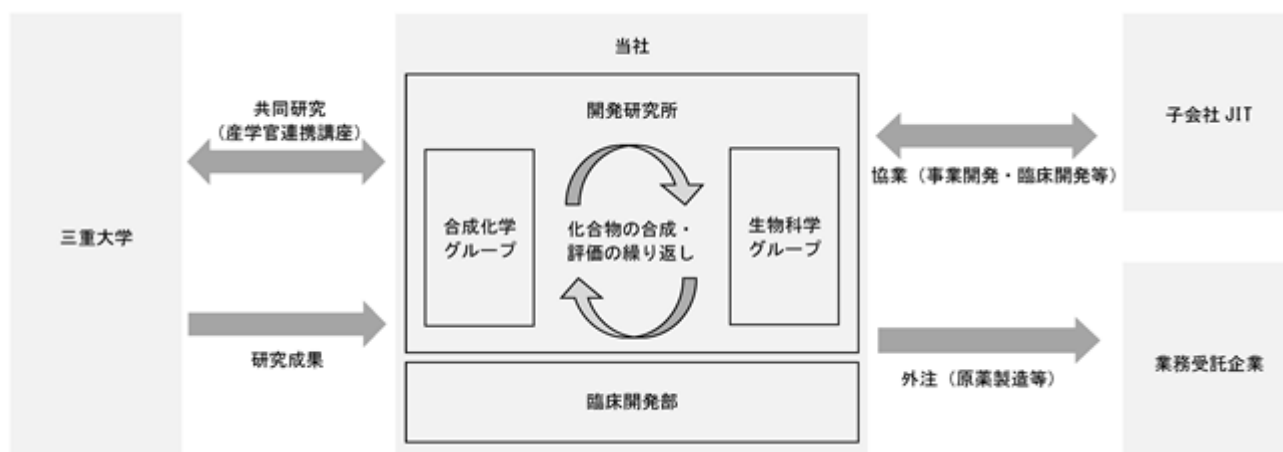 三重大学
共同研究
（産学官連携講座）
研究成果
当社
開発研究所
合成化学
グループ
化合物の合成・
評価の繰り返し
生物科学
グループ
臨床開発部
協業（事業開発・臨床開発等）
外注（原薬製造等）
子会社 JIT
業務受託企業